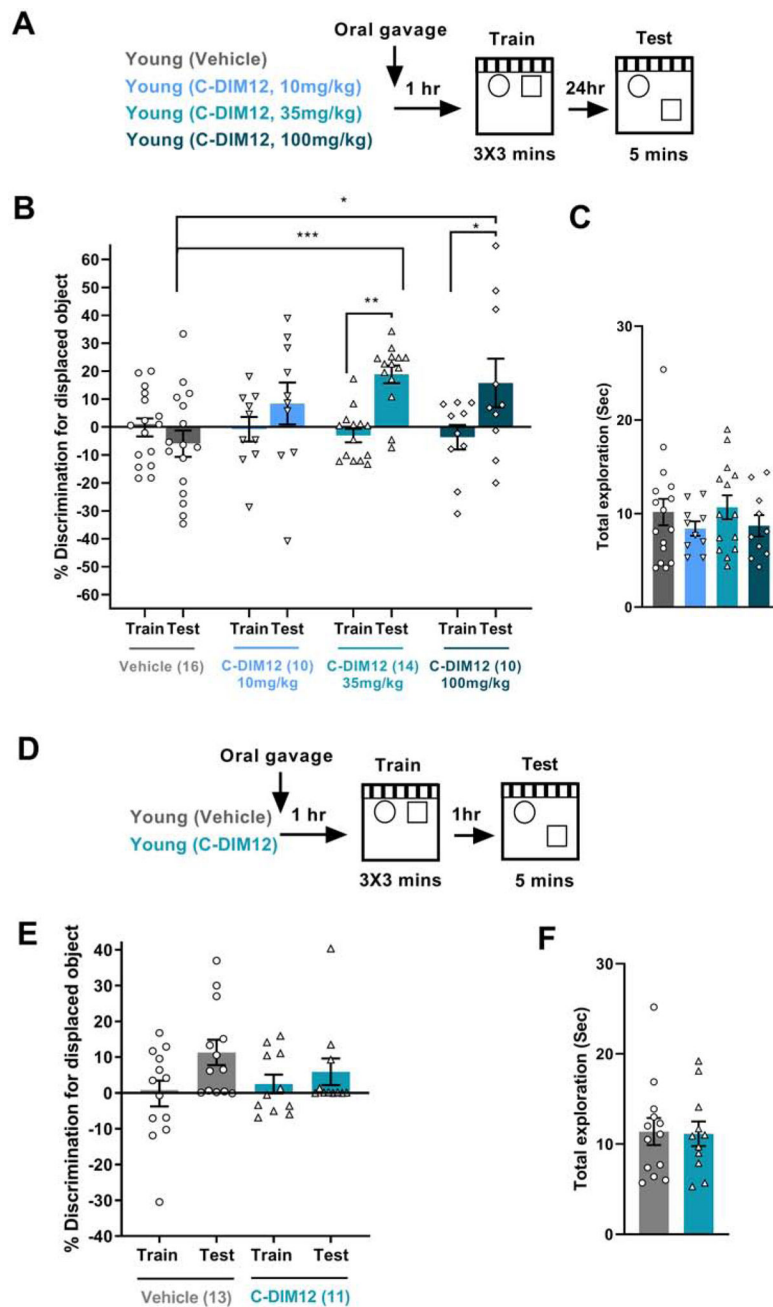 A
Oral gavage
Train
Test
Young (Vehicle)
Young (C-DIM12, 10mg/kg)
Young (C-DIM12, 35mg/kg)
Young (C-DIM12, 100mg/kg)
1 hr
24hr
3X3 mins
5 mins
B
% Discrimination for displaced object
60
50
40
30
20
10
0
-10
-20
-30
-40
-50
-60
*
***
**
*
Train Test
Train Test
Train Test
Train Test
Vehicle (16)
C-DIM12 (10)
10mg/kg
C-DIM12 (14)
35mg/kg
C-DIM12 (10)
100mg/kg
C
Total exploration (Sec)
30
20
10
0
D
Oral gavage
Train
Test
Young (Vehicle)
Young (C-DIM12)
1 hr
1hr
3X3 mins
5 mins
E
% Discrimination for displaced object
40
30
20
10
0
-10
-20
-30
-40
Train
Test
Train
Test
Vehicle (13)
C-DIM12 (11)
F
Total exploration (Sec)
30
20
10
0